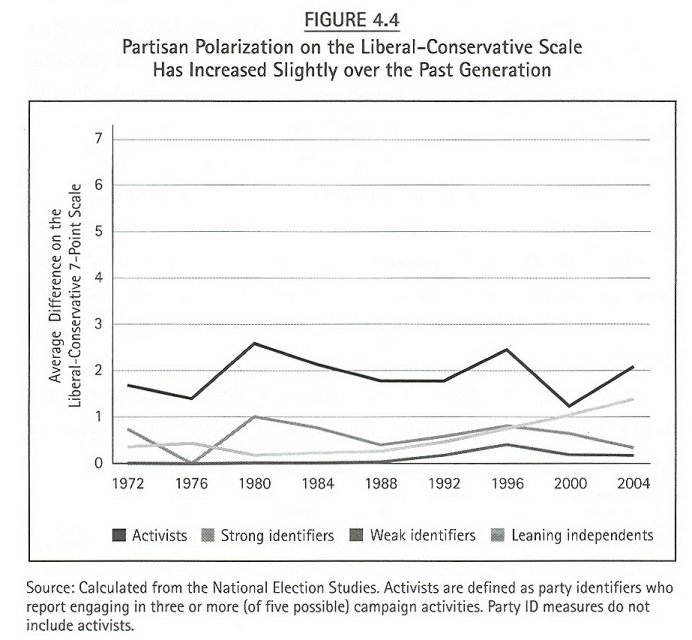 FIGURE 4.4
Partisan Polarization on the Liberal–Conservative Scale
Has Increased Slightly over the Past Generation
Average Difference on the
Liberal-Conservative 7-Point Scale
7
6
5
4
3
2
1
0
1972 1976 1980 1984 1988 1992 1996 2000 2004
Activists Strong identifiers Weak identifiers Leaning independents
Source: Calculated from the National Election Studies. Activists are defined as party identifiers who
report engaging in three or more (of five possible) campaign activities. Party ID measures do not
include activists.